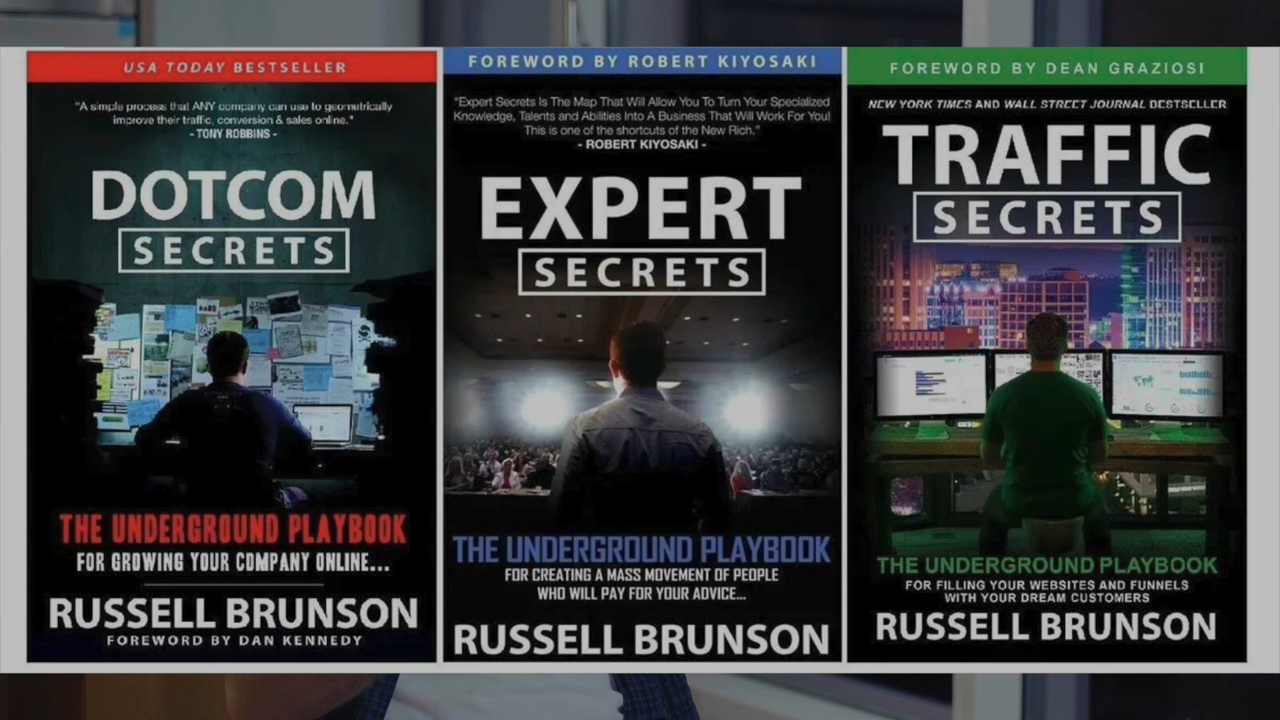 USA TODAY BESTSELLER
"A simple process that ANY company can use to geometrically
improve their traffic, conversion & sales online."
- TONY ROBBINS -
DOTCOM
SECRETS
THE UNDERGROUND PLAYBOOK
FOR GROWING YOUR COMPANY ONLINE...
RUSSELL BRUNSON
FOREWORD BY DAN KENNEDY
FOREWORD BY ROBERT KIYOSAKI
"Expert Secrets Is The Map That Will Allow You To Turn Your Specialized
Knowledge, Talents and Abilities Into A Business That Will Work For You!
This is one of the shortcuts of the New Rich."
- ROBERT KIYOSAKI -
EXPERT
SECRETS
THE UNDERGROUND PLAYBOOK
FOR CREATING A MASS MOVEMENT OF PEOPLE
WHO WILL PAY FOR YOUR ADVICE...
RUSSELL BRUNSON
FOREWORD BY DEAN GRAZIOSI
NEW YORK TIMES AND WALL STREET JOURNAL BESTSELLER
TRAFFIC
SECRETS
THE UNDERGROUND PLAYBOOK
FOR FILLING YOUR WEBSITES AND FUNNELS
WITH YOUR DREAM CUSTOMERS
RUSSELL BRUNSON